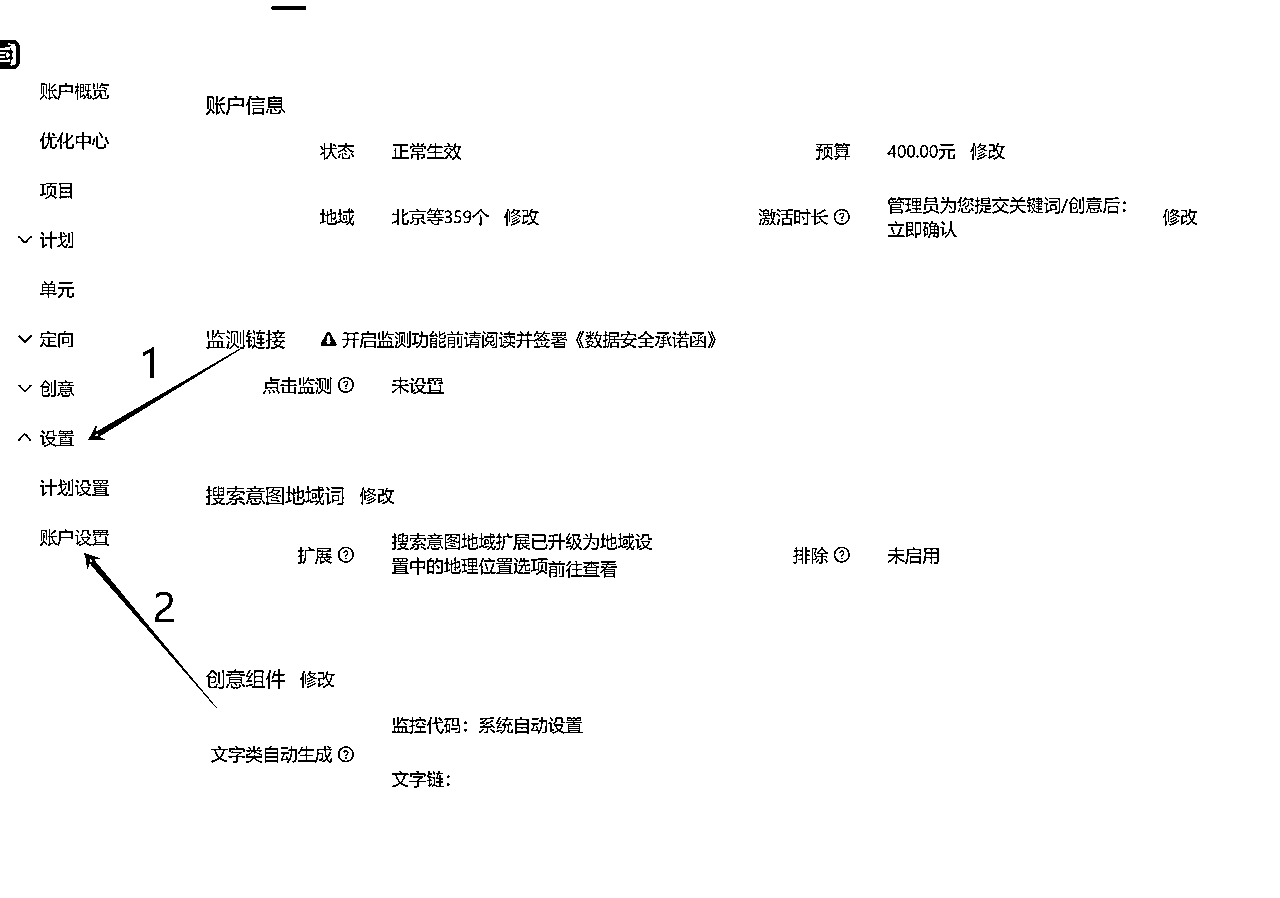 账户概览
优化中心
项目
计划
单元
定向
创意
设置
计划设置
账户设置
1
2
账户信息
状态 正常生效 预算 400.00元 修改
地域 北京等359个 修改 激活时长 管理员为您提交关键词/创意后：
立即确认 修改
监测链接 开启监测功能前请阅读并签署《数据安全承诺函》
点击监测 未设置
搜索意图地域词 修改
扩展 搜索意图地域扩展已升级为地域设
置中的地理位置选项前往查看
排除 未启用
创意组件 修改
文字类自动生成 监控代码：系统自动设置
文字链：